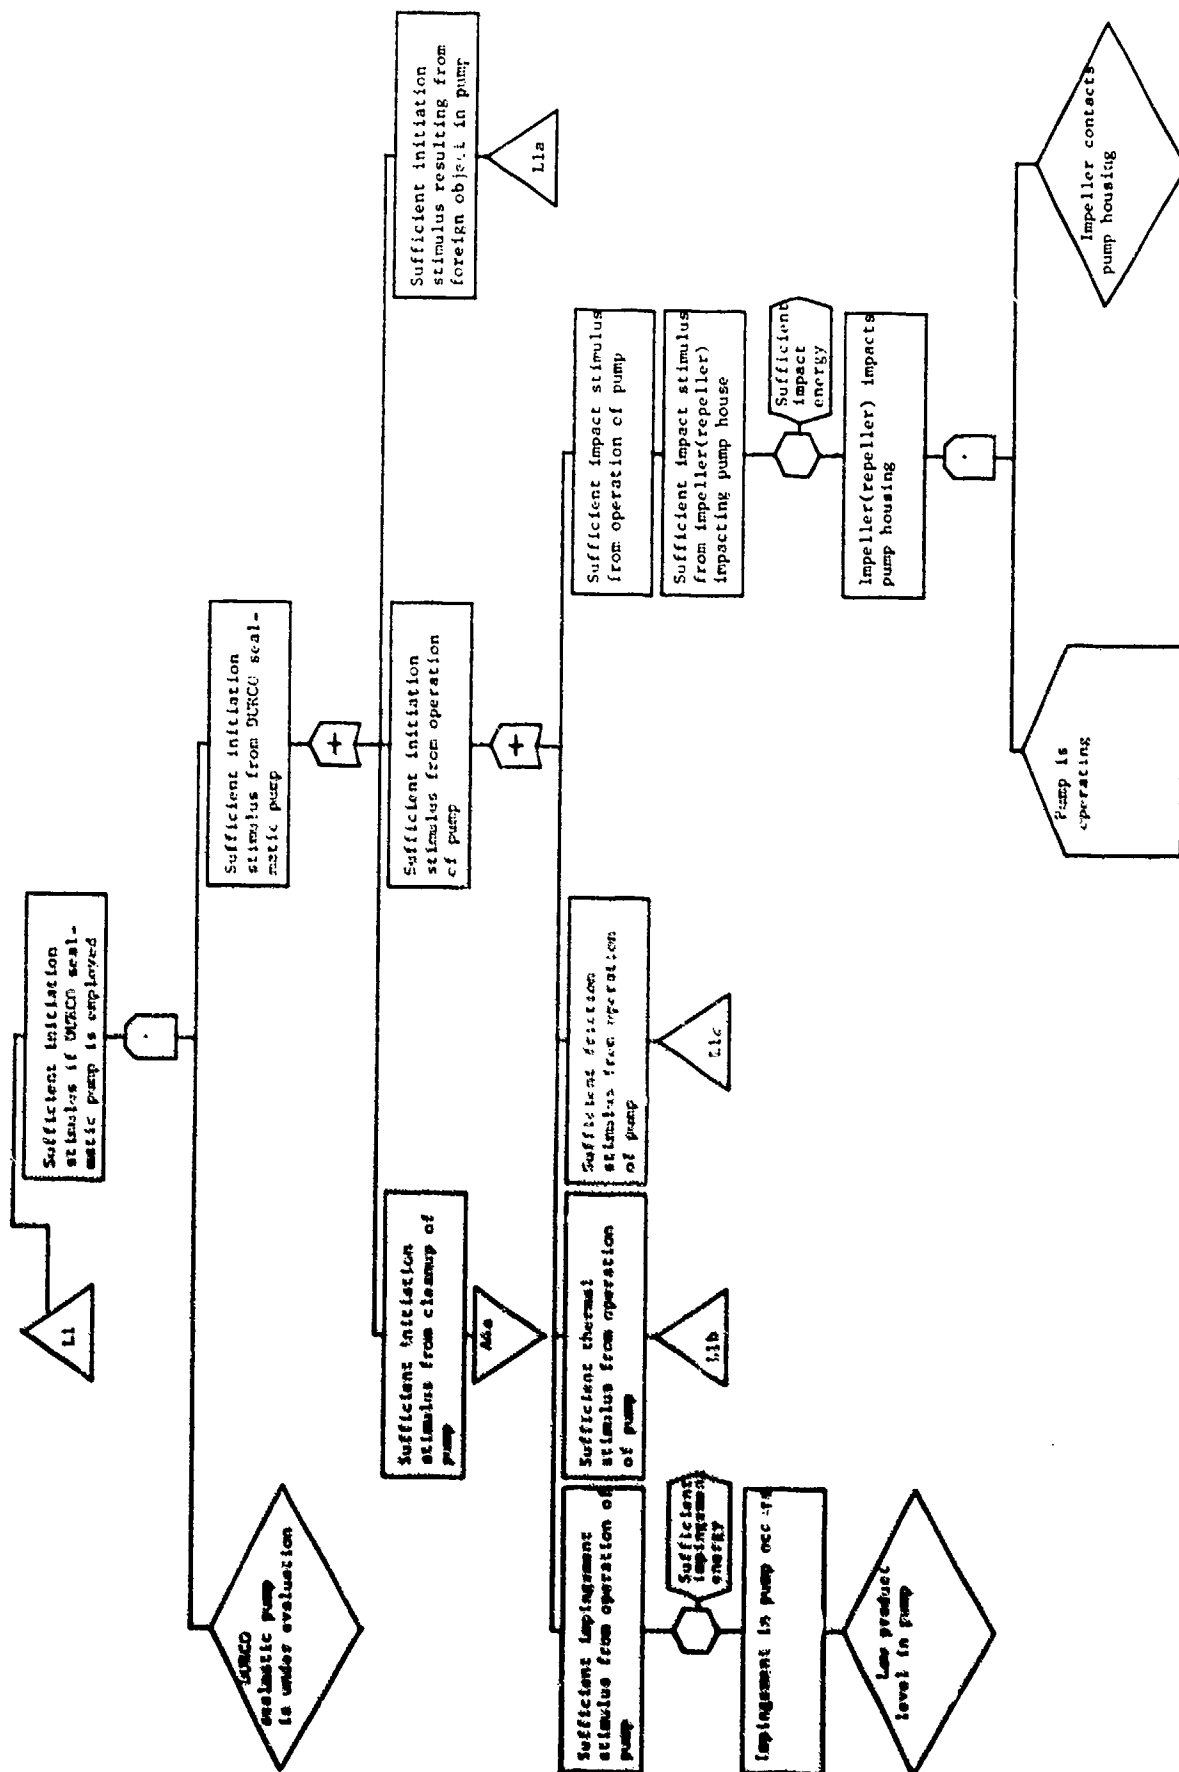 L1
Sufficient initiation
stimulus if DURCO seal-
matic pump is employed
DURCO
sealmatic pump
is under evaluation
Sufficient initiation
stimulus from DURCO seal-
matic pump
+
Sufficient initiation
stimulus from cleanup of
pump
A6a
Sufficient initiation
stimulus from operation
of pump
+
Sufficient initiation
stimulus resulting from
foreign object in pump
L1a
Sufficient impingement
stimulus from operation of
pump
Sufficient
impingement
energy
Impingement in pump occurs
Low product
level in pump
Sufficient thermal
stimulus from operation
of pump
L1b
Sufficient friction
stimulus from operation
of pump
L1c
Sufficient impact stimulus
from operation of pump
Sufficient impact stimulus
from impeller(repeller)
impacting pump house
Sufficient
impact
energy
Impeller(repeller) impacts
pump housing
Pump is
operating
Impeller contacts
pump housing